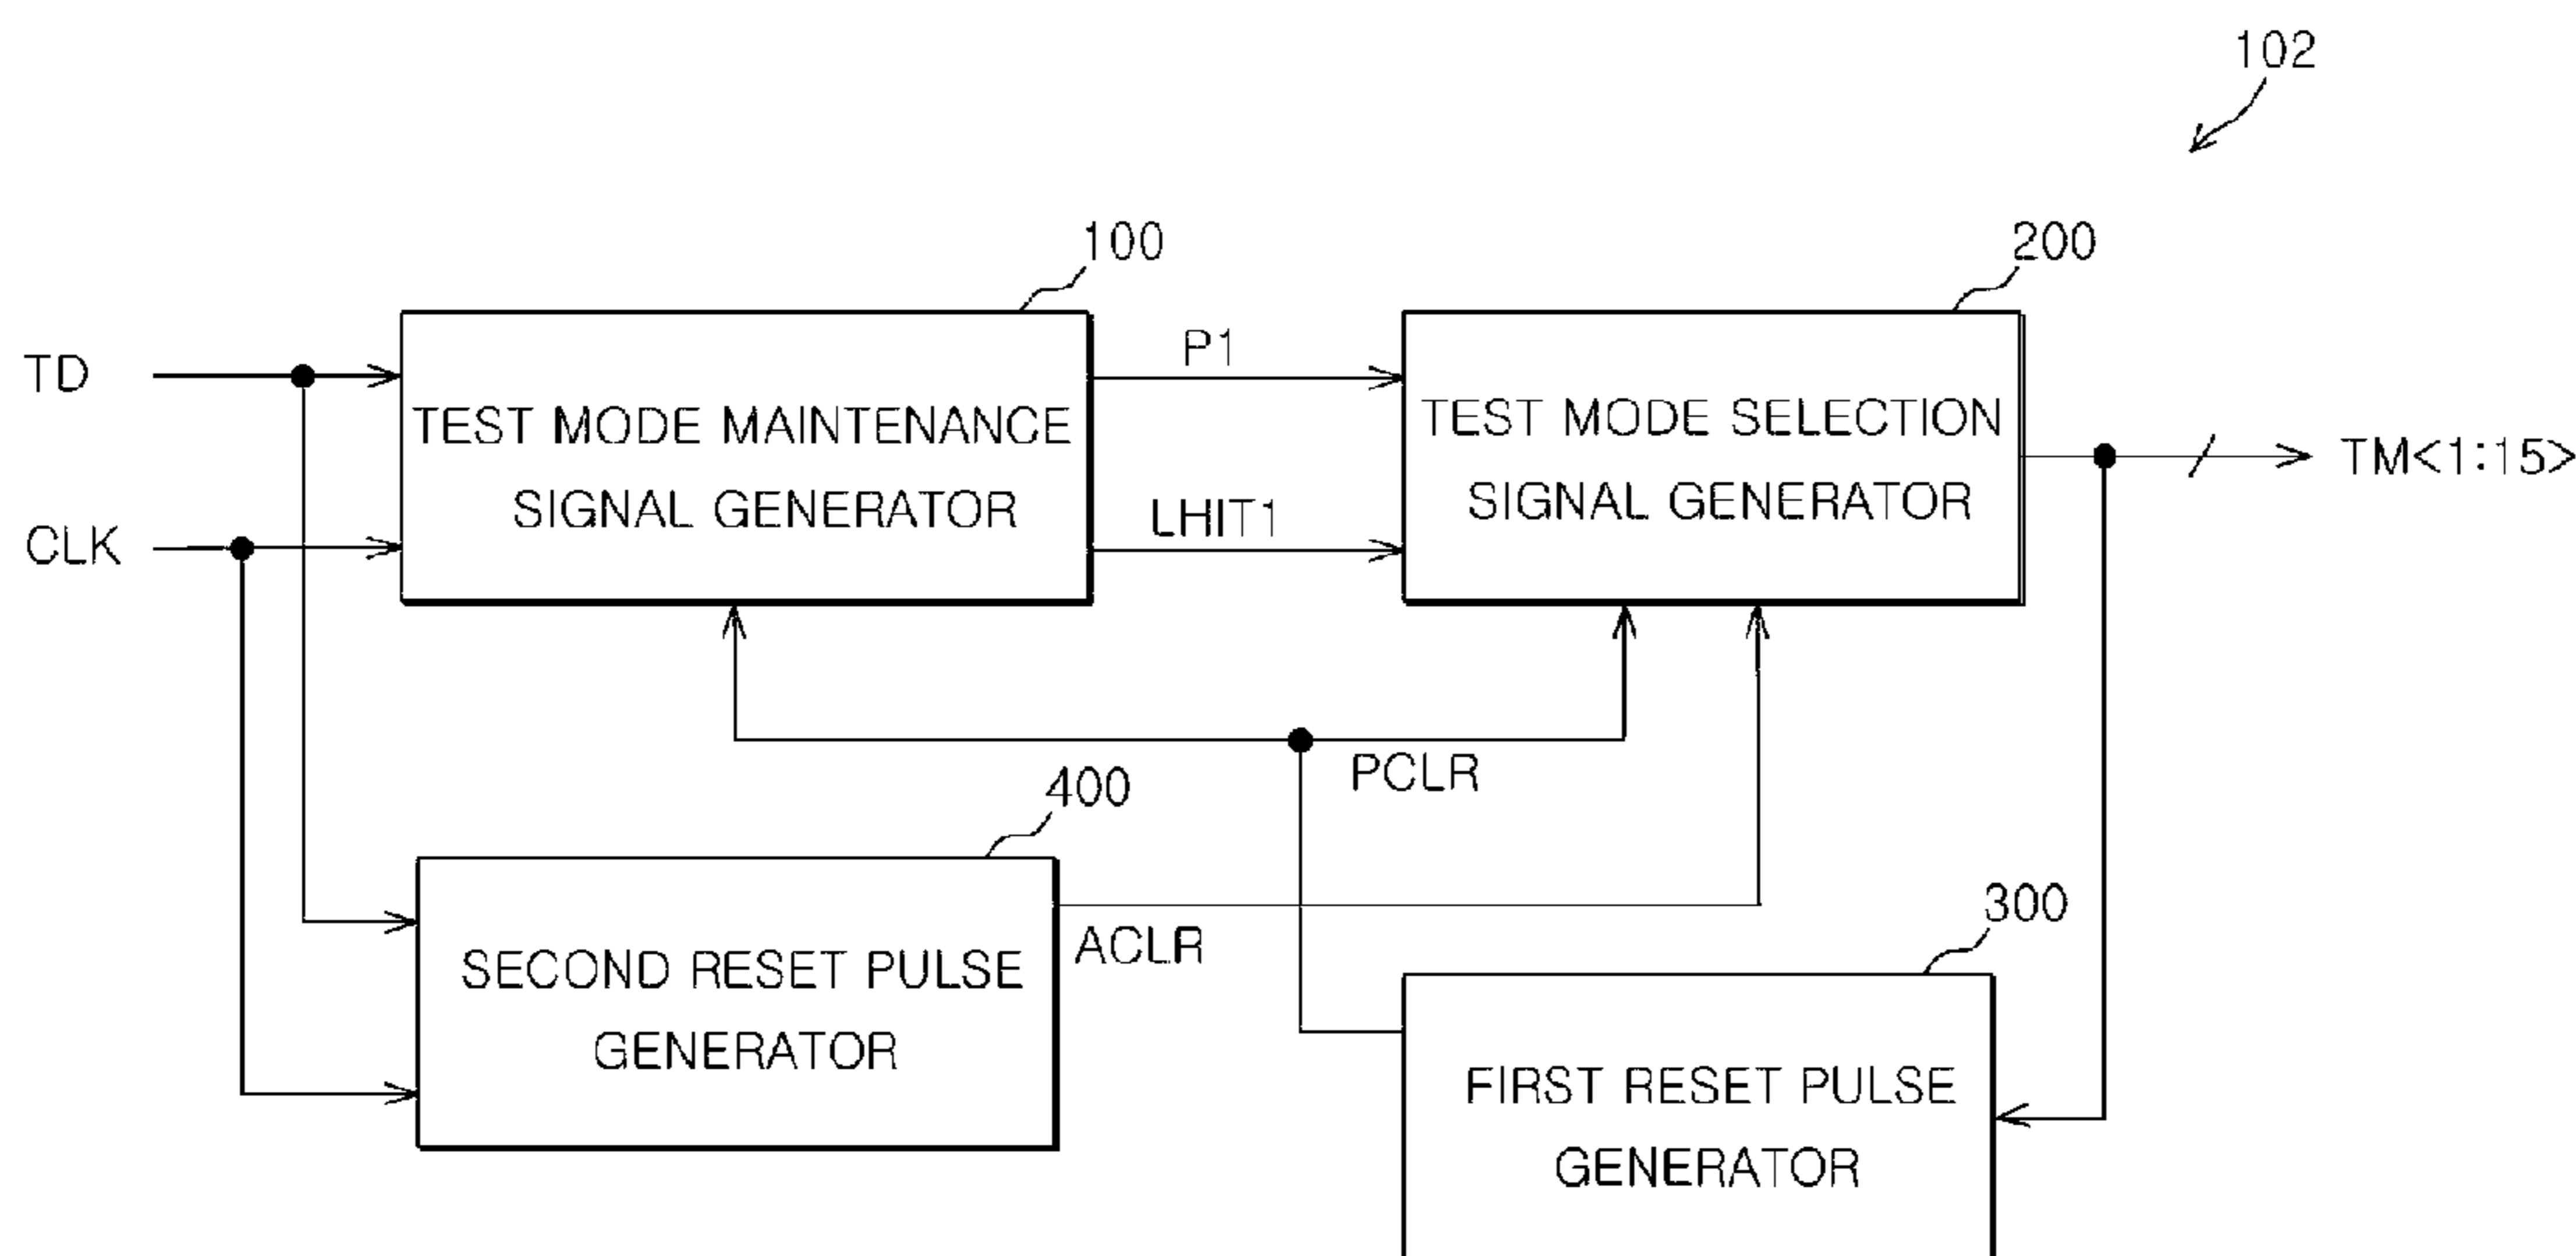 102
100
200
TD
P1
TEST MODE MAINTENANCE
SIGNAL GENERATOR
TEST MODE SELECTION
SIGNAL GENERATOR
TM<1:15>
CLK
LHIT1
PCLR
400
300
ACLR
SECOND RESET PULSE
GENERATOR
FIRST RESET PULSE
GENERATOR